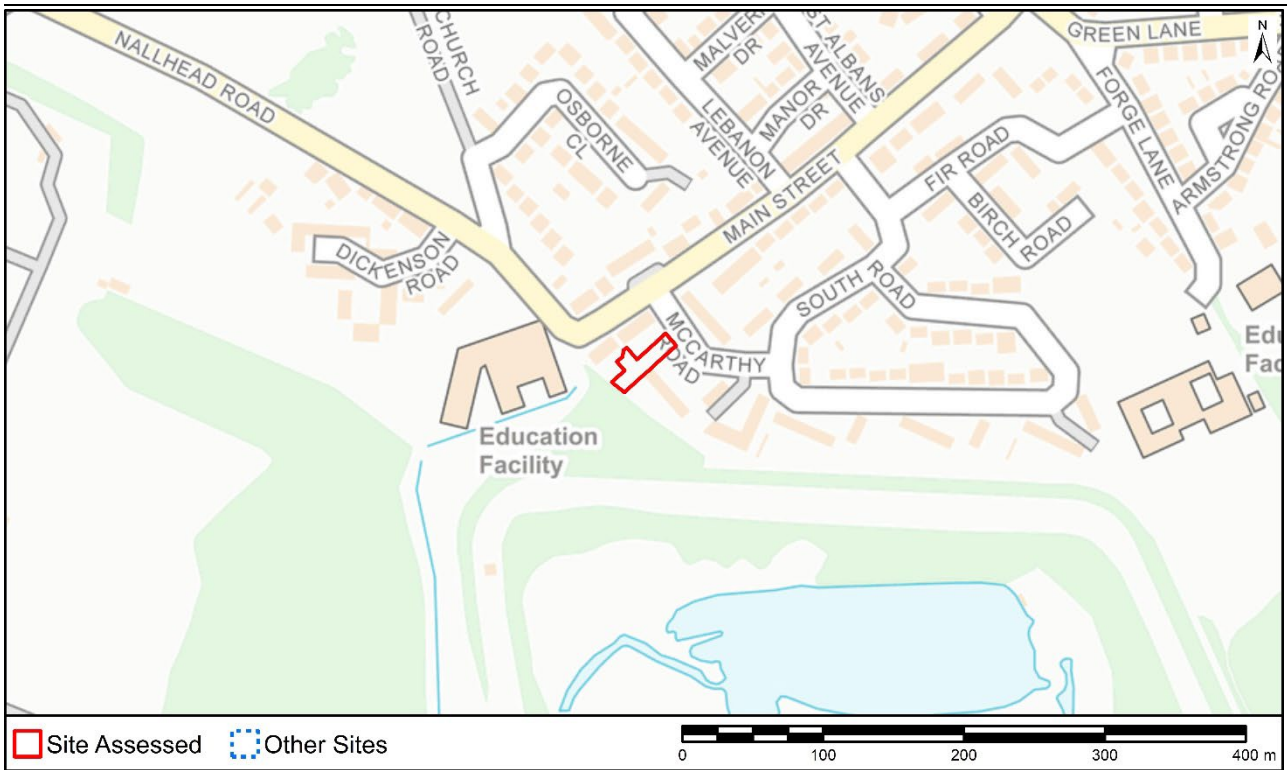 NALLHEAD ROAD
CHURCH
ROAD
OSBORNE
CL
MALVERN
DR
ST ALBANS
AVENUE
MANOR
DR
LEBANON
AVENUE
GREEN LANE
N
FORGE LANE
ARMSTRONG RO
FIR ROAD
BIRCH ROAD
MAIN STREET
DICKENSON
ROAD
SOUTH ROAD
MCCARTHY
ROAD
Edu
Fac
Education
Facility
Site Assessed
Other Sites
0
100
200
300
400 m